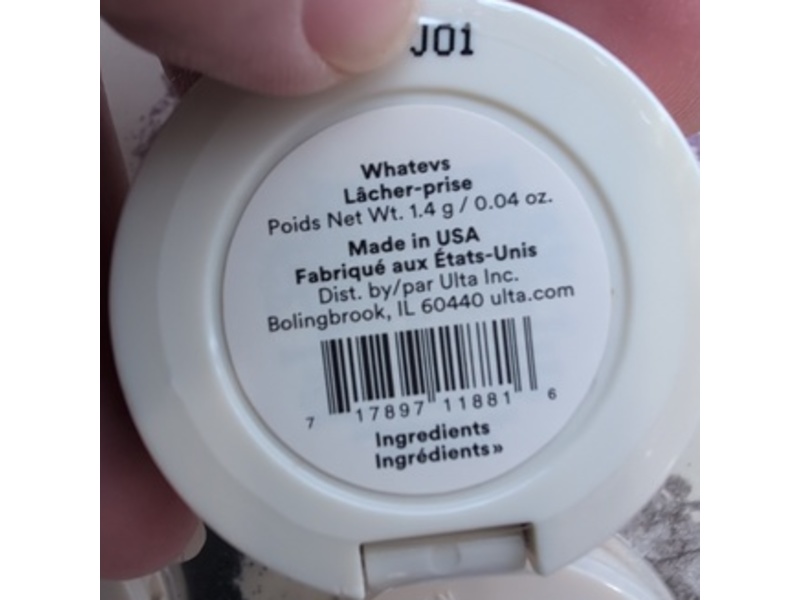 J01
Whatevs
Lâcher-prise
Poids Net Wt. 1.4 g / 0.04 oz.
Made in USA
Fabriqué aux États-Unis
Dist. by/par Ulta Inc.
Bolingbrook, IL 60440 ulta.com
7 17897 11881 6
Ingredients
Ingrédients»